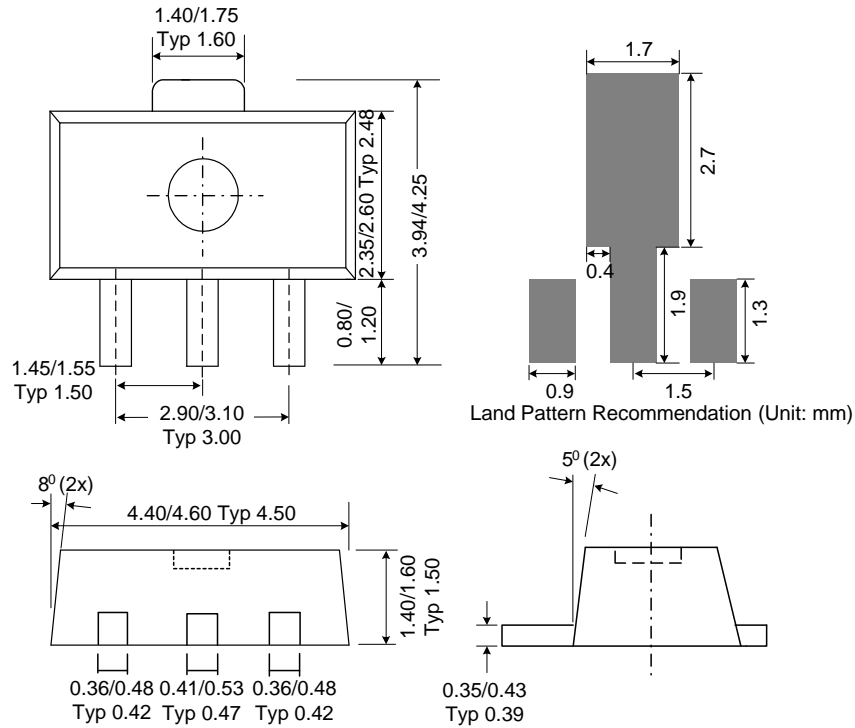 1.40/1.75
Typ 1.60
2.35/2.60 Typ 2.48
3.94/4.25
0.80/
1.20
1.45/1.55
Typ 1.50
2.90/3.10
Typ 3.00
1.7
2.7
0.4
1.9
1.3
0.9
1.5
Land Pattern Recommendation (Unit: mm)
8⁰ (2x)
4.40/4.60 Typ 4.50
1.40/1.60
Typ 1.50
0.36/0.48
Typ 0.42
0.41/0.53
Typ 0.47
0.36/0.48
Typ 0.42
5⁰ (2x)
0.35/0.43
Typ 0.39